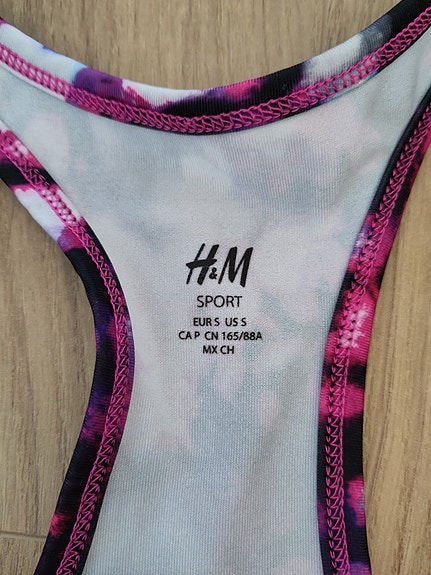 H&M
SPORT
EUR S US S
CA P CN 165/88A
MX CH